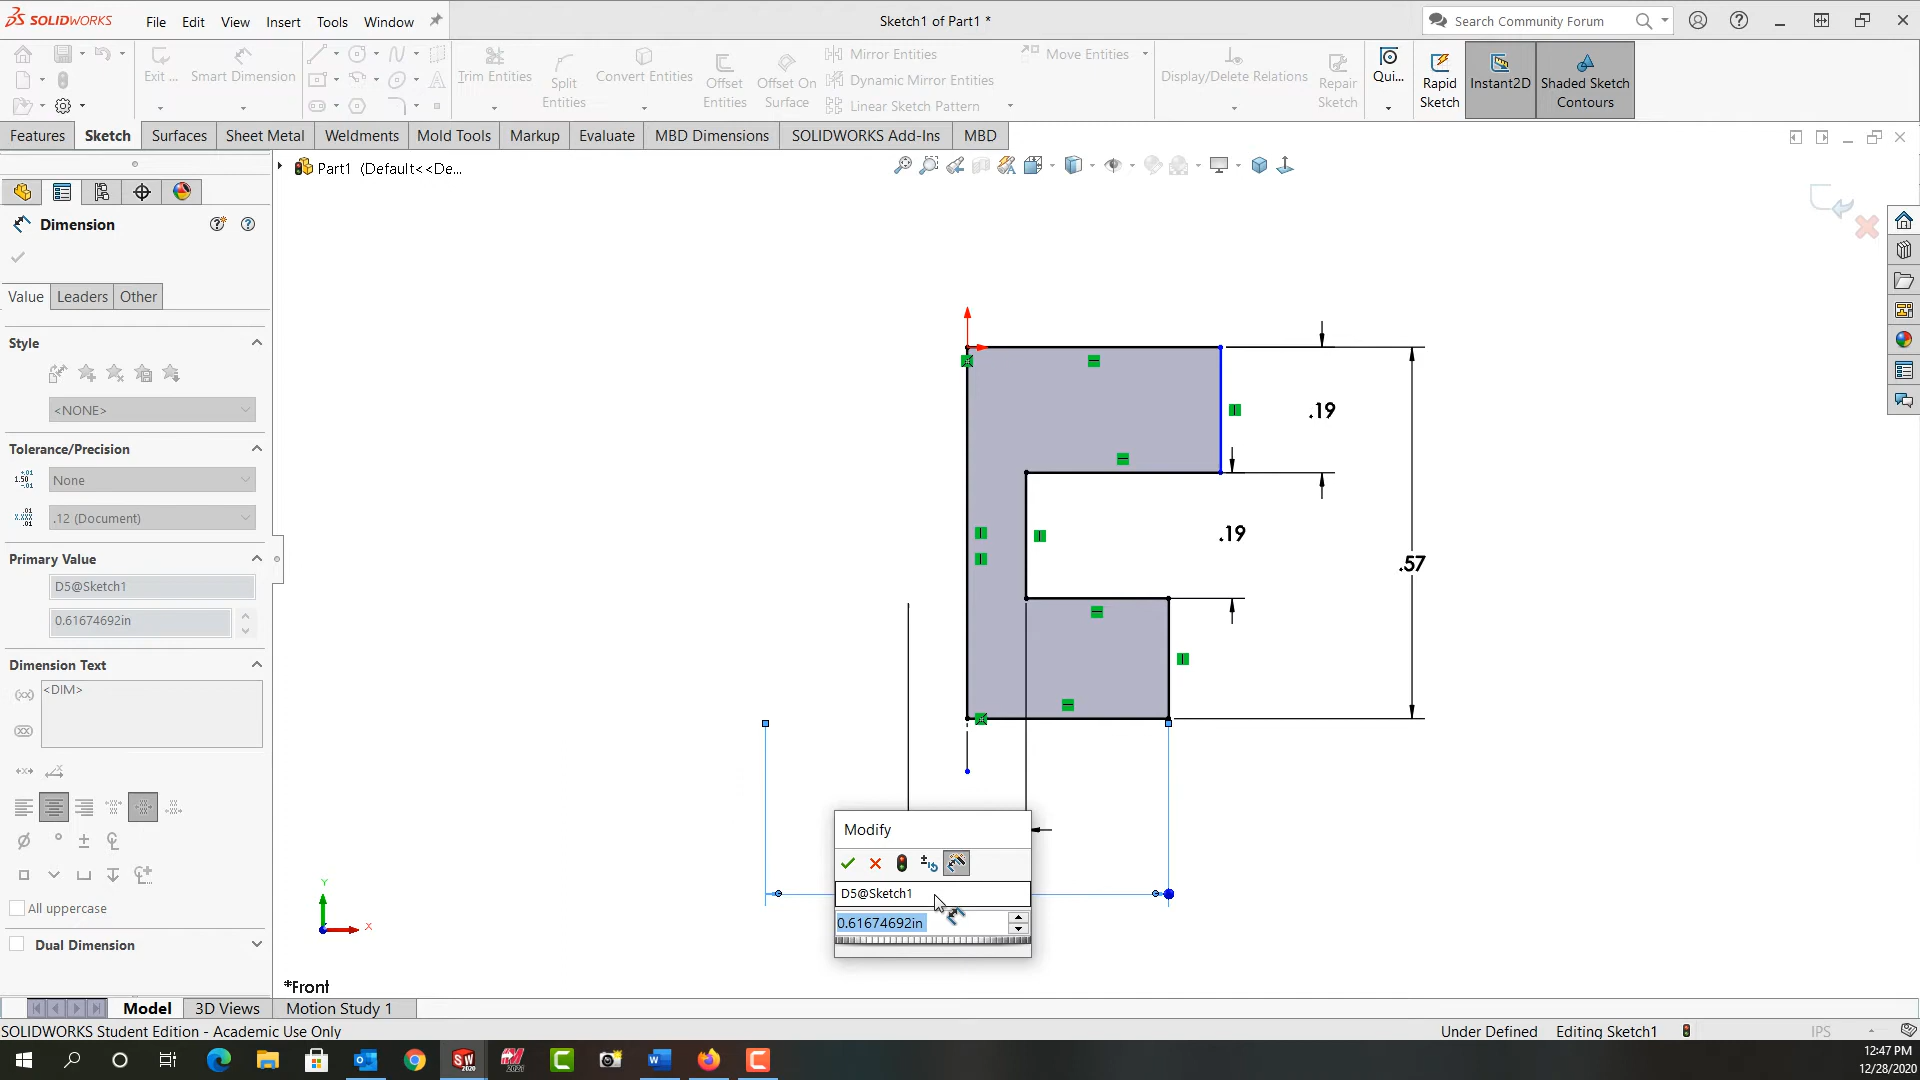 SOLIDWORKS
File Edit View Insert Tools Window
Sketch1 of Part1 *
Search Community Forum
Exit ...
Smart Dimension
Trim Entities
Split Entities
Convert Entities
Offset Entities
Offset On Surface
Mirror Entities
Dynamic Mirror Entities
Linear Sketch Pattern
Move Entities
Display/Delete Relations
Repair Sketch
Qui...
Rapid Sketch
Instant2D
Shaded Sketch Contours
Features Sketch Surfaces Sheet Metal Weldments Mold Tools Markup Evaluate MBD Dimensions SOLIDWORKS Add-Ins MBD
Part1 (Default<<De...
Dimension
Value Leaders Other
Style
<NONE>
Tolerance/Precision
None
.12 (Document)
Primary Value
D5@Sketch1
0.61674692in
Dimension Text
<DIM>
All uppercase
Dual Dimension
.19
.19
.57
Modify
D5@Sketch1
0.61674692in
Y
X
*Front
Model 3D Views Motion Study 1
SOLIDWORKS Student Edition - Academic Use Only
Under Defined Editing Sketch1 IPS
12:47 PM
12/28/2020